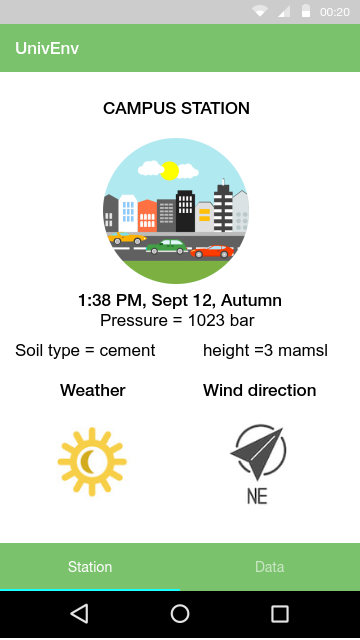 00:20
UnivEnv
CAMPUS STATION
1:38 PM, Sept 12, Autumn
Pressure = 1023 bar
Soil type = cement height =3 mamsl
Weather Wind direction
NE
Station Data